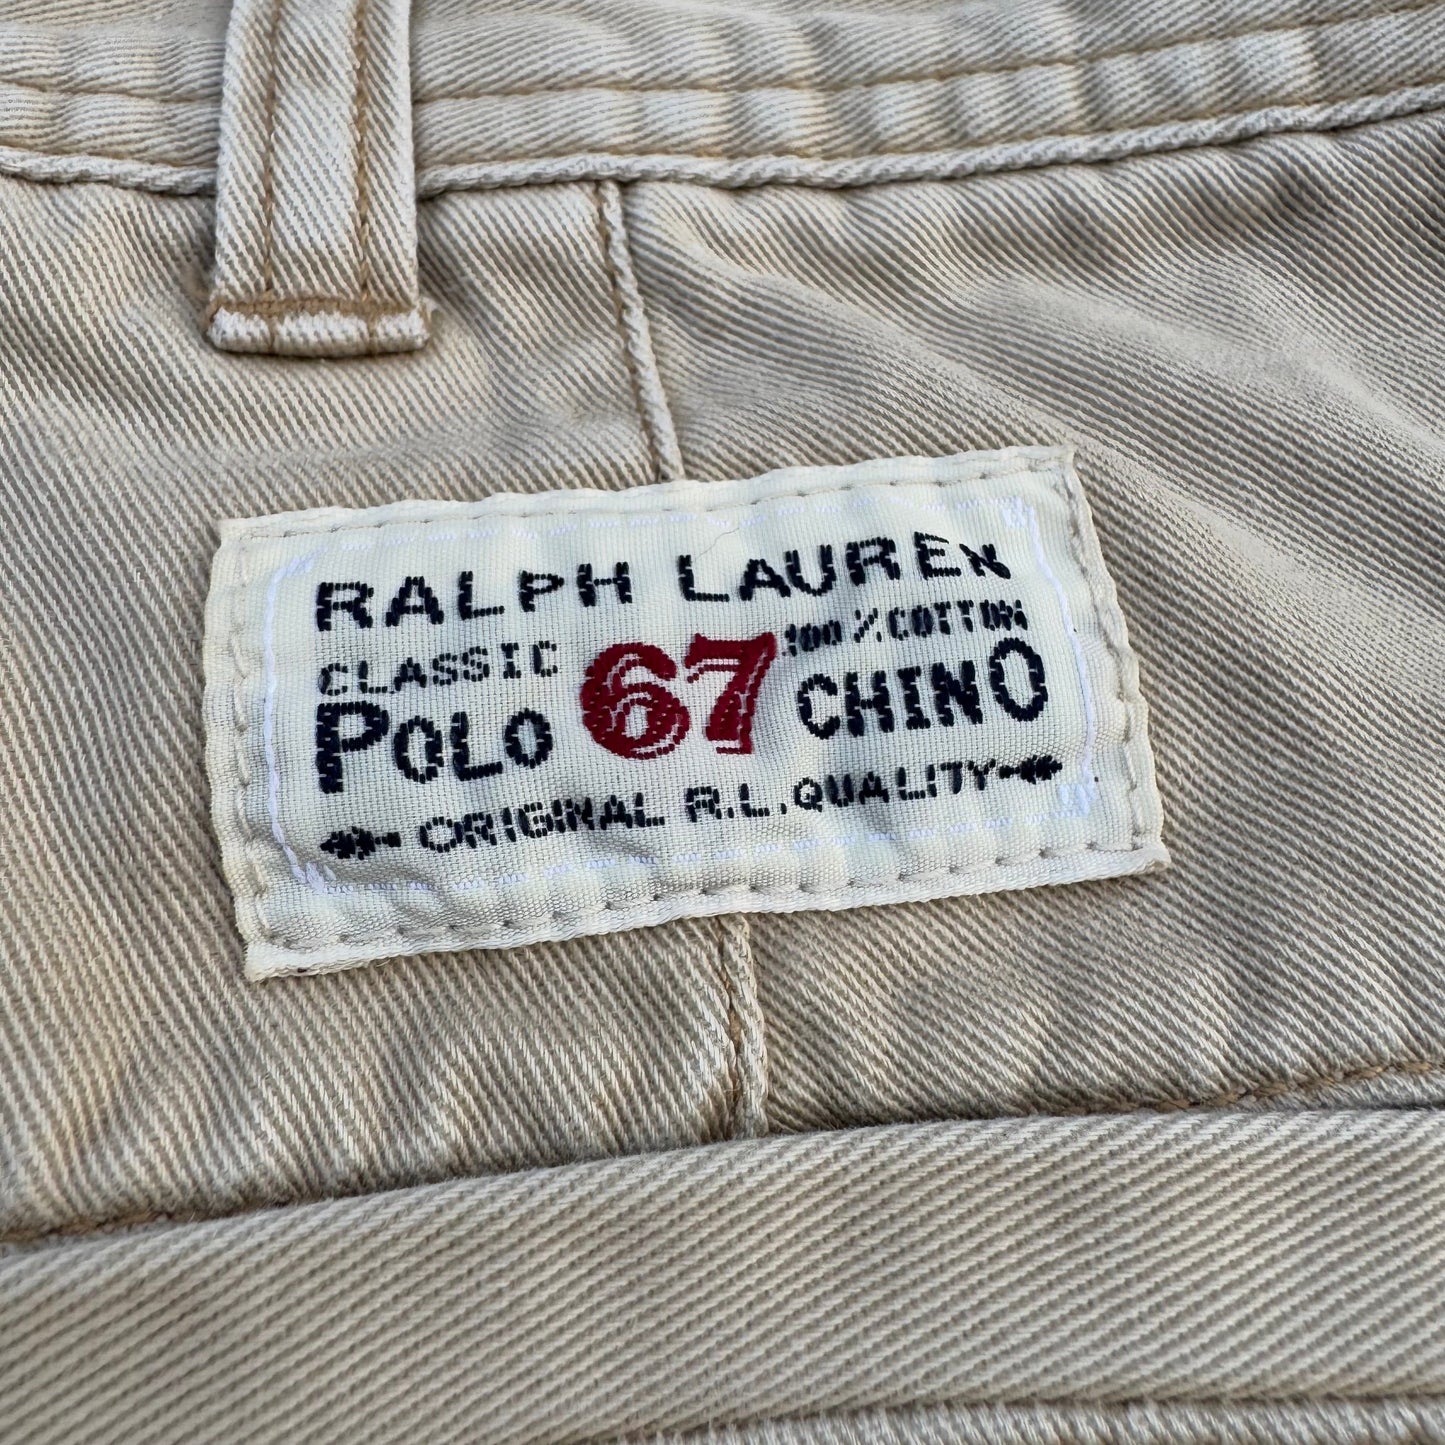 RALPH LAUREN
CLASSIC 67 100% COTTON
POLO CHINO
ORIGINAL R.L. QUALITY